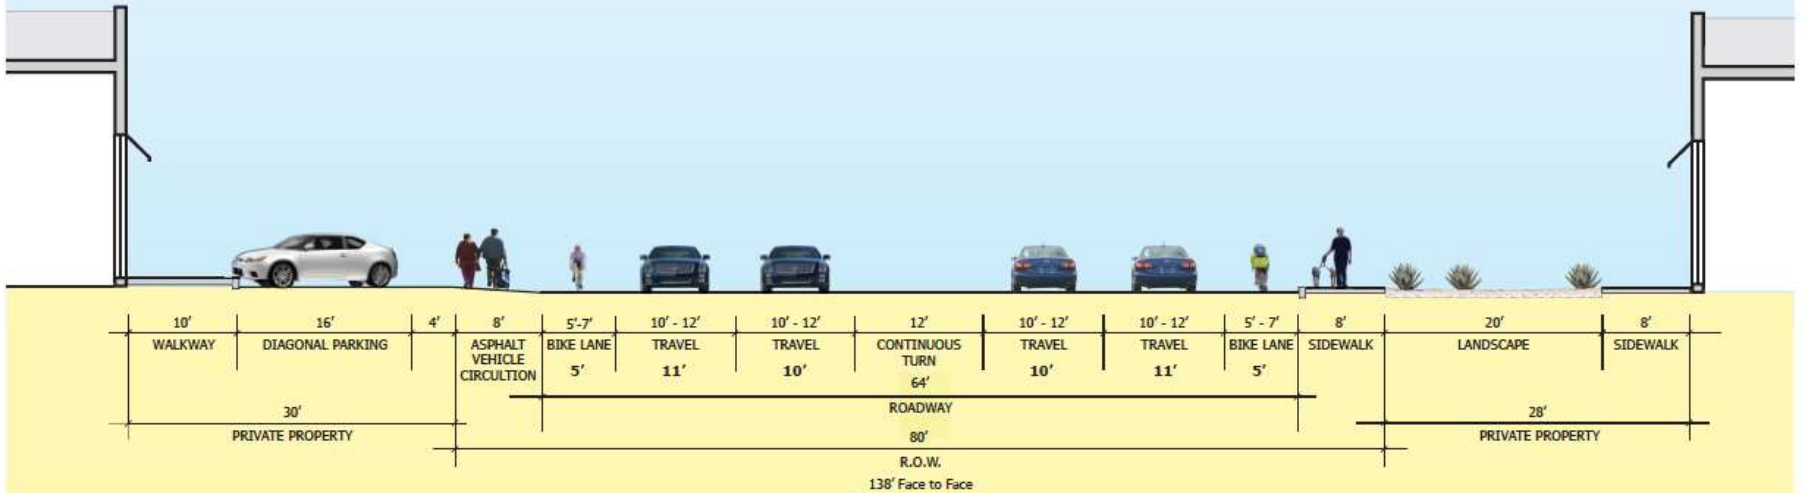 10' 16' 4' 8' 5'-7' 10' - 12' 10' - 12' 12' 10' - 12' 10' - 12' 5' - 7' 8' 20' 8'
WALKWAY DIAGONAL PARKING ASPHALT BIKE LANE TRAVEL TRAVEL CONTINUOUS TRAVEL TRAVEL BIKE LANE SIDEWALK LANDSCAPE SIDEWALK
VEHICLE TURN
CIRCULTION 5' 11' 10' 10' 11' 5'
64'
ROADWAY
30' 28'
PRIVATE PROPERTY 80' PRIVATE PROPERTY
R.O.W.
138' Face to Face